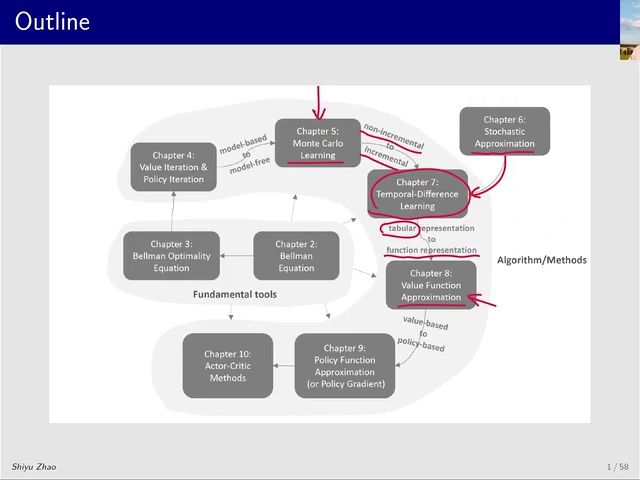 Outline
Chapter 5:
Monte Carlo
Learning
non-incremental
to
incremental
Chapter 6:
Stochastic
Approximation
Chapter 4:
Value Iteration &
Policy Iteration
model-based
to
model-free
Chapter 7:
Temporal-Difference
Learning
tabular representation
to
function representation
Chapter 3:
Bellman Optimality
Equation
Chapter 2:
Bellman
Equation
Algorithm/Methods
Chapter 8:
Value Function
Approximation
Fundamental tools
value-based
to
policy-based
Chapter 10:
Actor-Critic
Methods
Chapter 9:
Policy Function
Approximation
(or Policy Gradient)
Shiyu Zhao
1 / 58